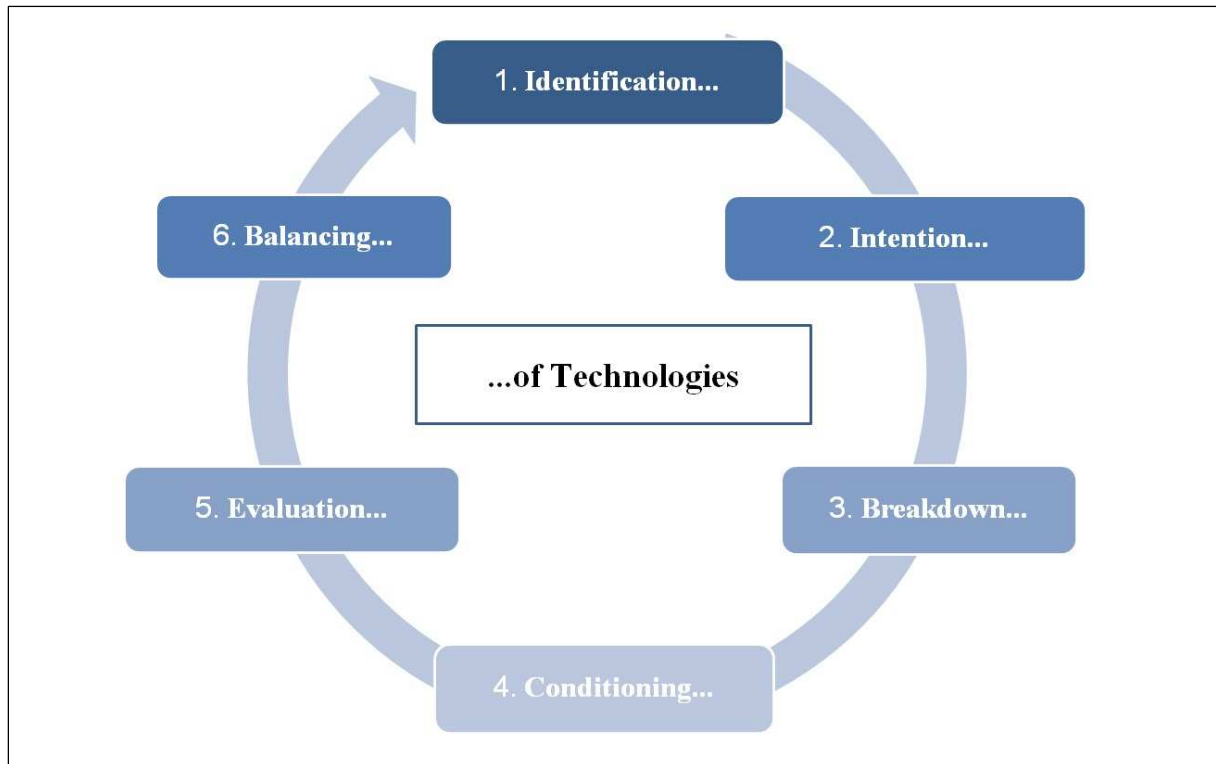 1. Identification...
2. Intention...
3. Breakdown...
4. Conditioning...
5. Evaluation...
6. Balancing...
...of Technologies